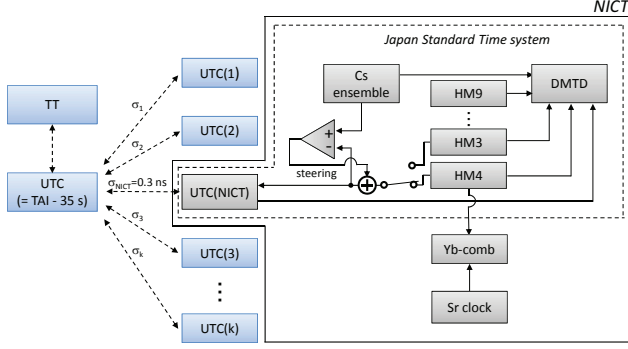 NICT
Japan Standard Time system
TT
UTC
(= TAI - 35 s)
UTC(1)
UTC(2)
UTC(3)
UTC(k)
σ1
σ2
σNICT=0.3 ns
σ3
σk
Cs
ensemble
HM9
HM3
HM4
DMTD
+
-
steering
UTC(NICT)
Yb-comb
Sr clock